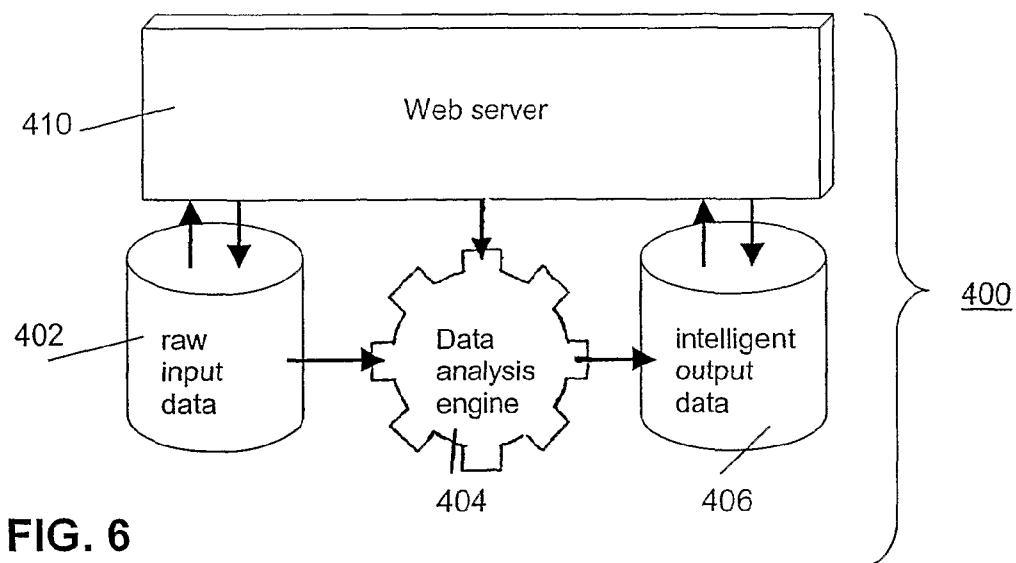 410
Web server
402
raw
input
data
Data
analysis
engine
intelligent
output
data
400
404
406
FIG. 6